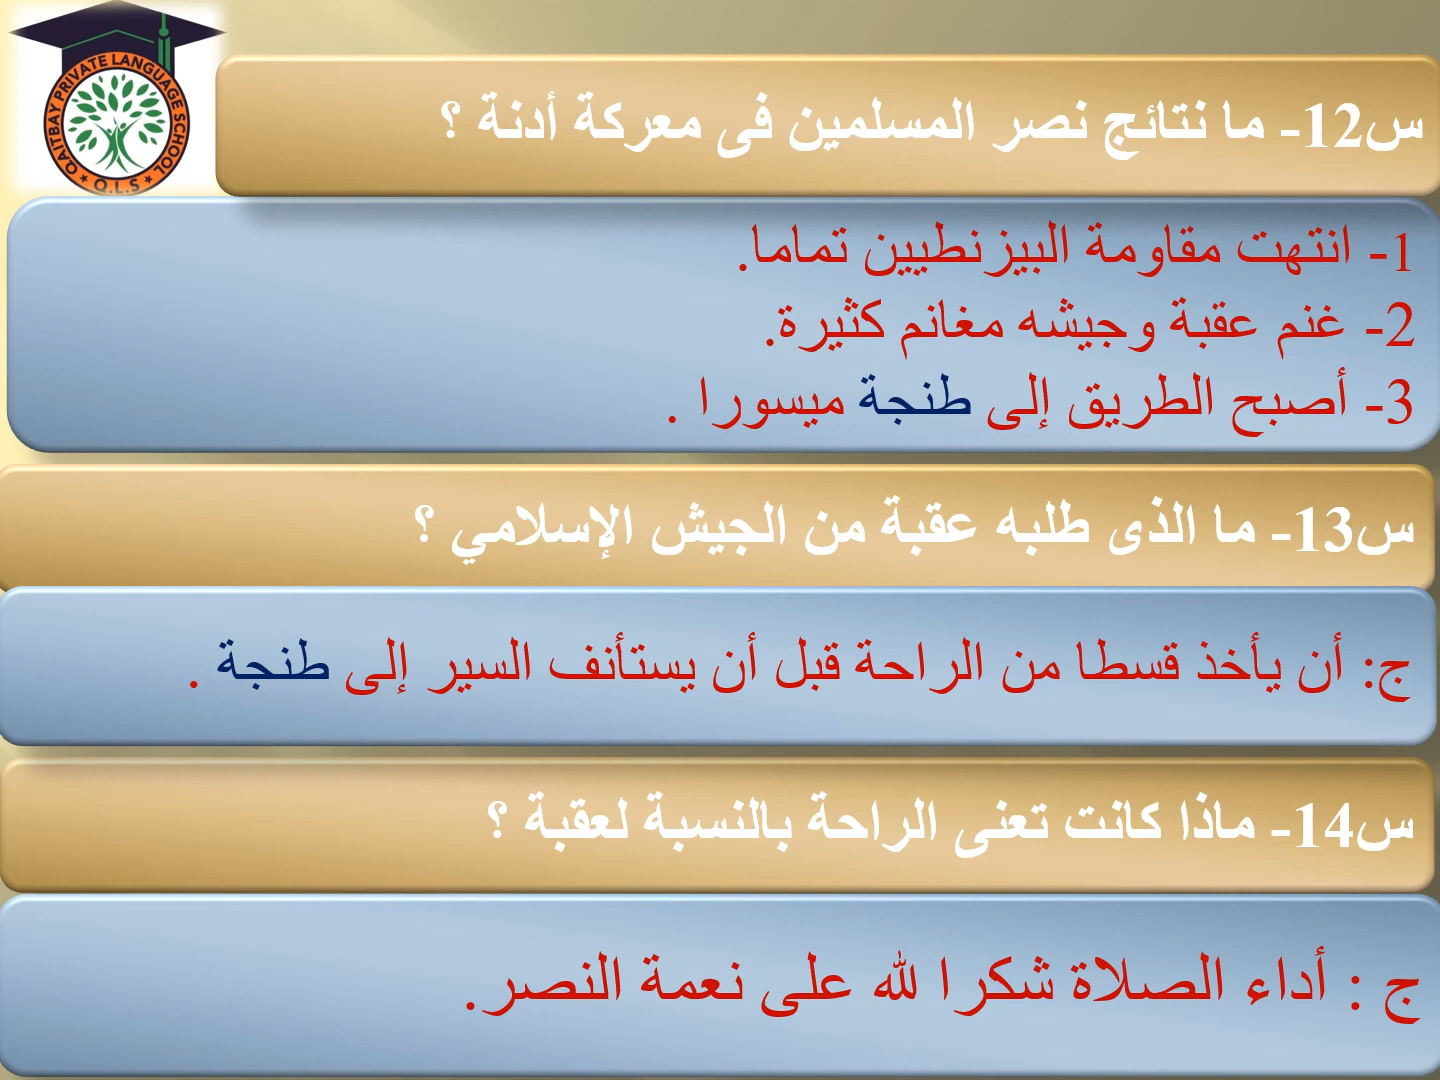 QAITBAY PRIVATE LANGUAGE SCHOOL
Q.L.S
س12- ما نتائج نصر المسلمين فى معركة أدنة ؟
1- انتهت مقاومة البيزنطيين تماما.
2- غنم عقبة وجيشه مغانم كثيرة.
3- أصبح الطريق إلى طنجة ميسورا .
س13- ما الذى طلبه عقبة من الجيش الإسلامي ؟
ج: أن يأخذ قسطا من الراحة قبل أن يستأنف السير إلى طنجة .
س14- ماذا كانت تعنى الراحة بالنسبة لعقبة ؟
ج : أداء الصلاة شكرا لله على نعمة النصر.